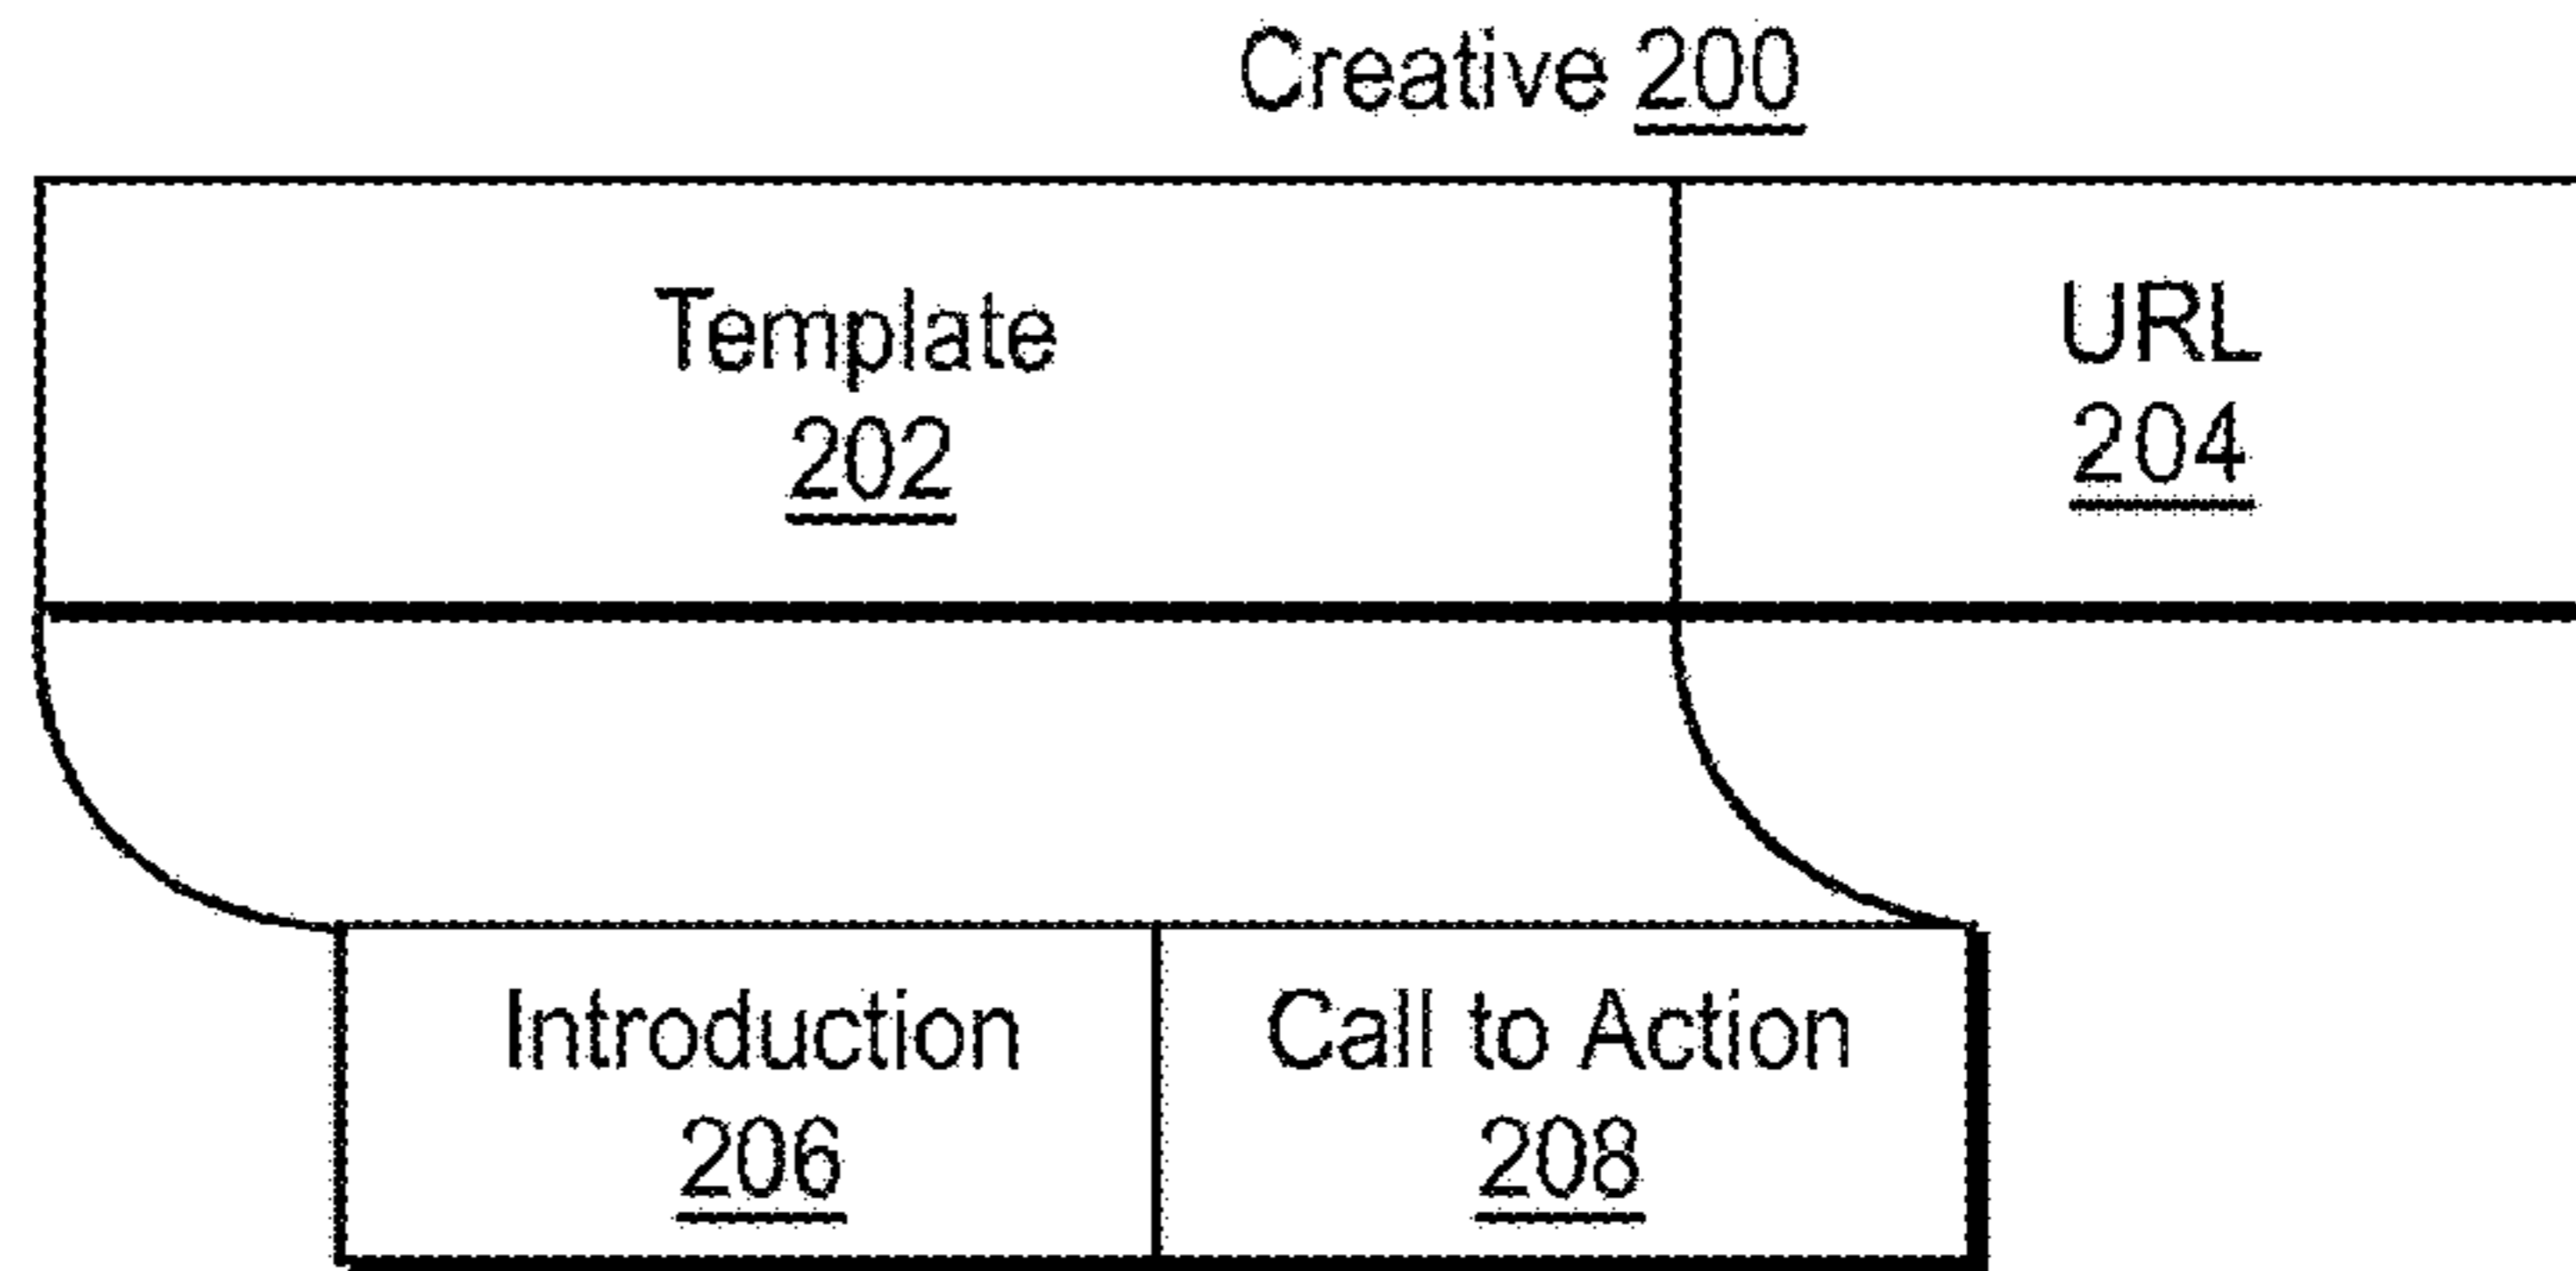 Creative 200
Template
202
URL
204
Introduction
206
Call to Action
208